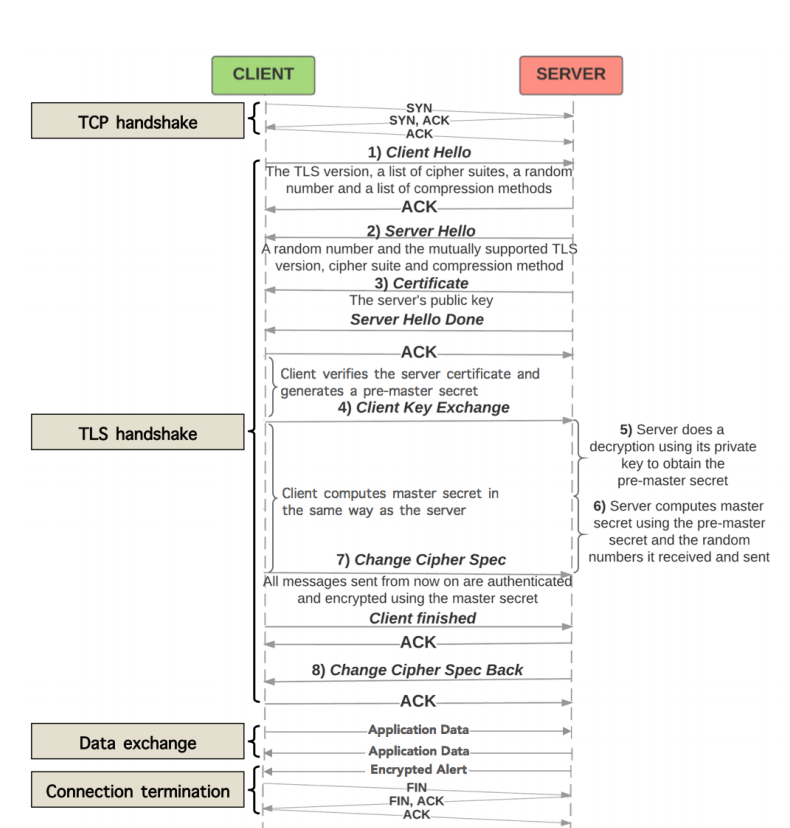 CLIENT
SERVER
TCP handshake
SYN
SYN, ACK
ACK
1) Client Hello
The TLS version, a list of cipher suites, a random
number and a list of compression methods
ACK
2) Server Hello
A random number and the mutually supported TLS
version, cipher suite and compression method
3) Certificate
The server's public key
Server Hello Done
ACK
Client verifies the server certificate and
generates a pre-master secret
4) Client Key Exchange
TLS handshake
5) Server does a
decryption using its private
key to obtain the
pre-master secret
Client computes master secret in
the same way as the server
6) Server computes master
secret using the pre-master
secret and the random
numbers it received and sent
7) Change Cipher Spec
All messages sent from now on are authenticated
and encrypted using the master secret
Client finished
ACK
8) Change Cipher Spec Back
ACK
Data exchange
Application Data
Application Data
Connection termination
Encrypted Alert
FIN
FIN, ACK
ACK